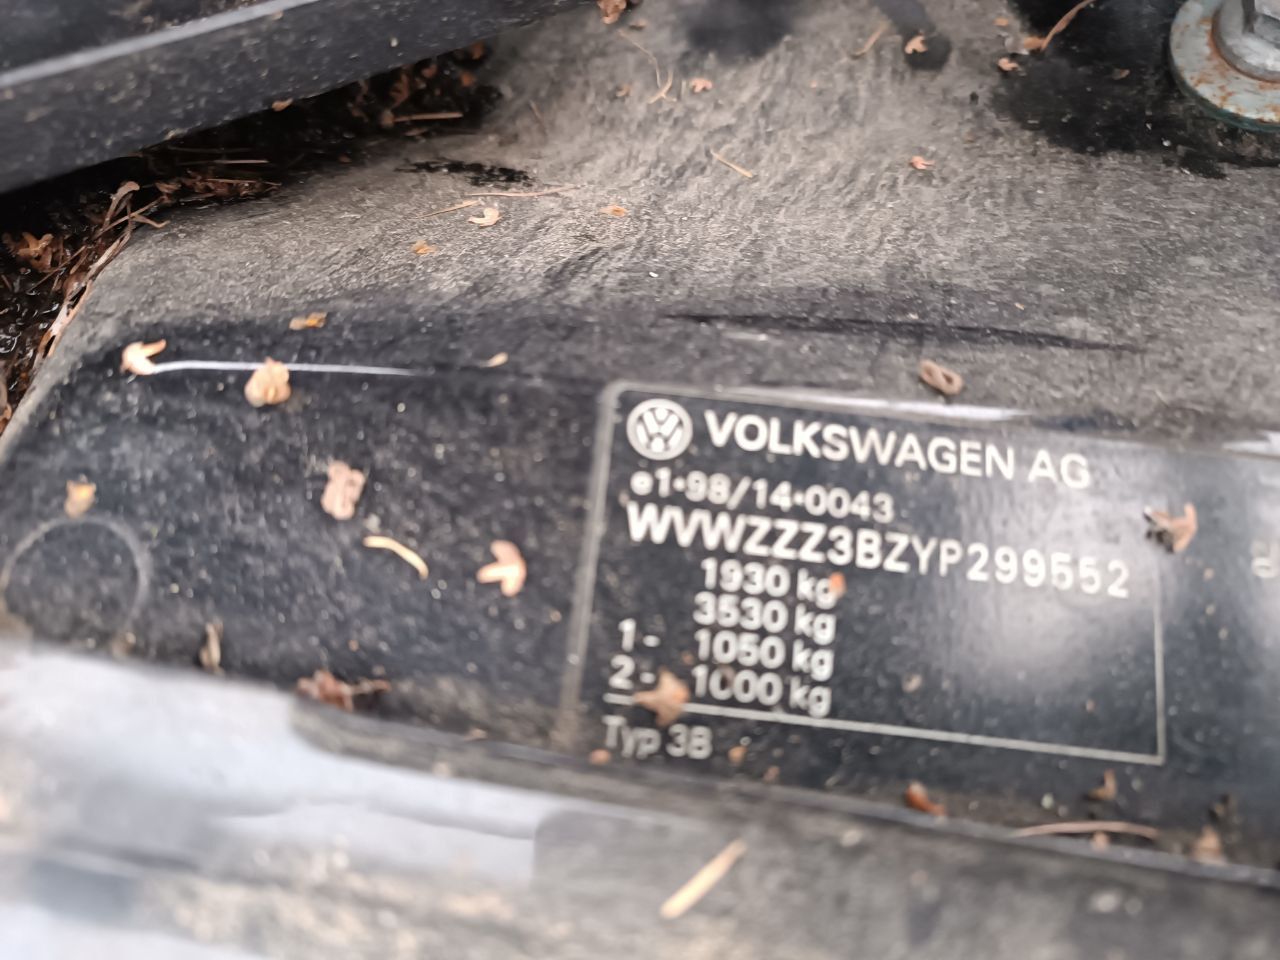 VOLKSWAGEN AG
e1·98/14·0043
WVWZZZ3BZYP299552
1930 kg
3530 kg
1- 1050 kg
2- 1000 kg
Typ 3B